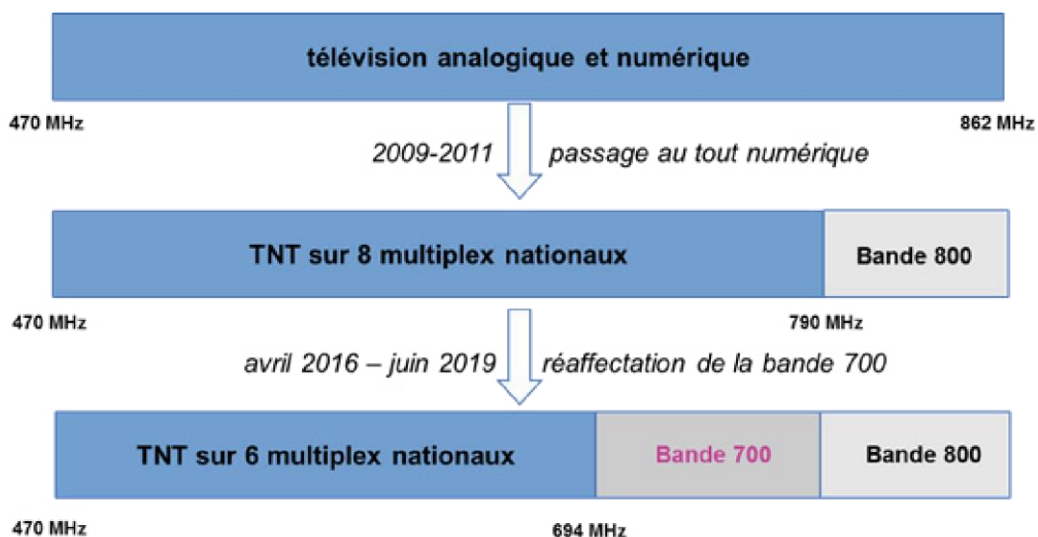 télévision analogique et numérique
470 MHz 862 MHz
2009-2011 passage au tout numérique
TNT sur 8 multiplex nationaux Bande 800
470 MHz 790 MHz
avril 2016 – juin 2019 réaffectation de la bande 700
TNT sur 6 multiplex nationaux Bande 700 Bande 800
470 MHz 694 MHz